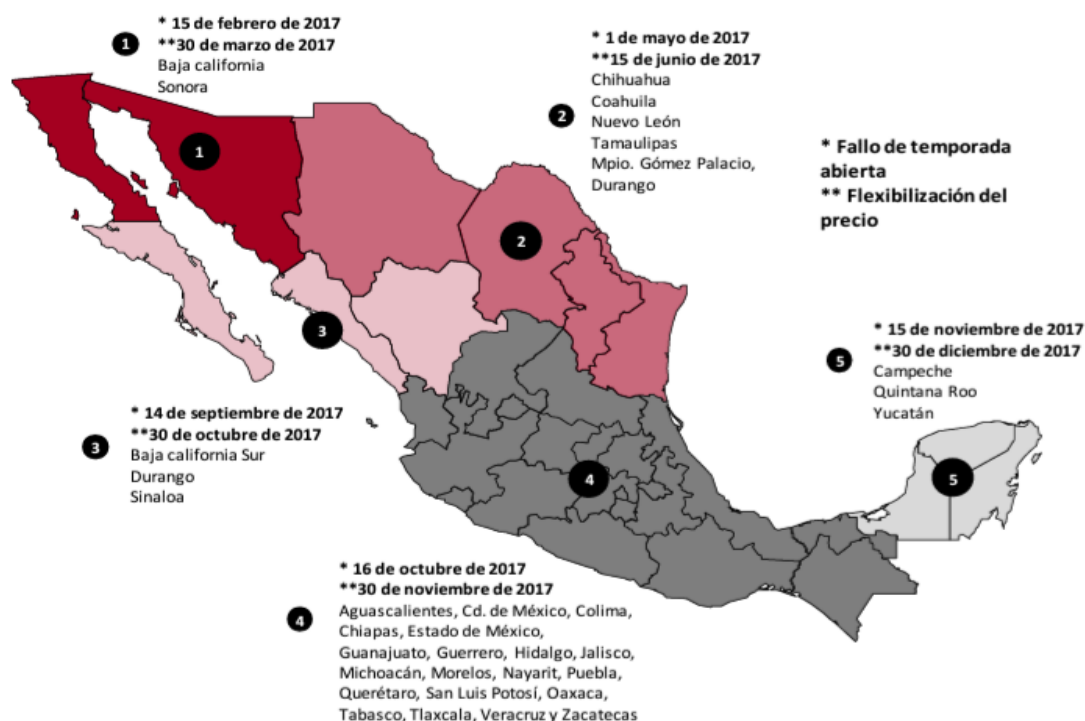 1
* 15 de febrero de 2017
**30 de marzo de 2017
Baja california
Sonora
2
* 1 de mayo de 2017
**15 de junio de 2017
Chihuahua
Coahuila
Nuevo León
Tamaulipas
Mpio. Gómez Palacio,
Durango
* Fallo de temporada
abierta
** Flexibilización del
precio
1
2
3
4
5
5
* 15 de noviembre de 2017
**30 de diciembre de 2017
Campeche
Quintana Roo
Yucatán
3
* 14 de septiembre de 2017
**30 de octubre de 2017
Baja california Sur
Durango
Sinaloa
4
* 16 de octubre de 2017
**30 de noviembre de 2017
Aguascalientes, Cd. de México, Colima,
Chiapas, Estado de México,
Guanajuato, Guerrero, Hidalgo, Jalisco,
Michoacán, Morelos, Nayarit, Puebla,
Querétaro, San Luis Potosí, Oaxaca,
Tabasco, Tlaxcala, Veracruz y Zacatecas